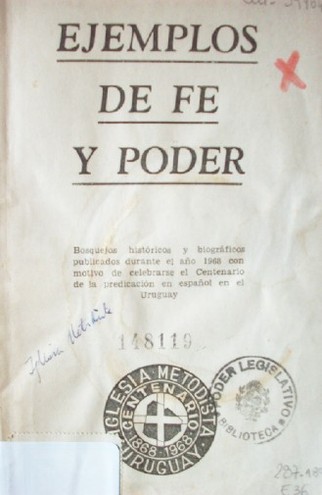 EJEMPLOS
DE FE
Y PODER
Bosquejos históricos y biográficos
publicados durante el año 1968 con
motivo de celebrarse el Centenario
de la predicación en español en el
Uruguay
148119
IGLESIA METODISTA
CENTENARIO
1868-1968
URUGUAY
PODER LEGISLATIVO
BIBLIOTECA